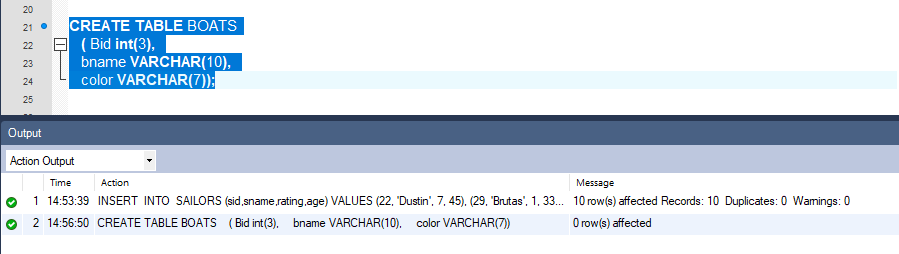 20
21 CREATE TABLE BOATS
22 ( Bid int(3),
23 bname VARCHAR(10),
24 color VARCHAR(7));
25
Output
Action Output
Time Action Message
1 14:53:39 INSERT INTO SAILORS (sid,sname,rating,age) VALUES (22, 'Dustin', 7, 45), (29, 'Brutas', 1, 33... 10 row(s) affected Records: 10 Duplicates: 0 Warnings: 0
2 14:56:50 CREATE TABLE BOATS ( Bid int(3), bname VARCHAR(10), color VARCHAR(7)) 0 row(s) affected